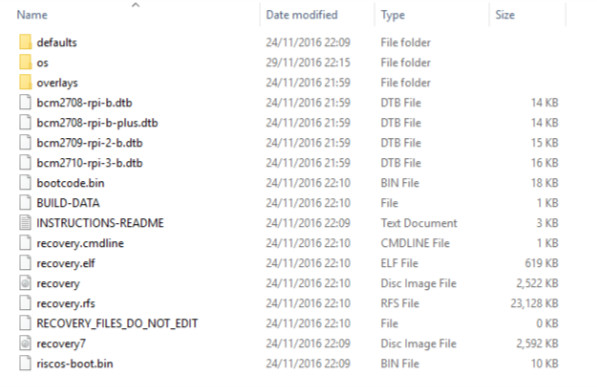 Name Date modified Type Size
defaults 24/11/2016 22:09 File folder
os 29/11/2016 22:15 File folder
overlays 24/11/2016 21:59 File folder
bcm2708-rpi-b.dtb 24/11/2016 21:59 DTB File 14 KB
bcm2708-rpi-b-plus.dtb 24/11/2016 21:59 DTB File 14 KB
bcm2709-rpi-2-b.dtb 24/11/2016 21:59 DTB File 15 KB
bcm2710-rpi-3-b.dtb 24/11/2016 21:59 DTB File 16 KB
bootcode.bin 24/11/2016 22:10 BIN File 18 KB
BUILD-DATA 24/11/2016 22:10 File 1 KB
INSTRUCTIONS-README 24/11/2016 22:09 Text Document 3 KB
recovery.cmdline 24/11/2016 22:10 CMDLINE File 1 KB
recovery.elf 24/11/2016 22:10 ELF File 619 KB
recovery 24/11/2016 22:10 Disc Image File 2,522 KB
recovery.rfs 24/11/2016 22:10 RFS File 23,128 KB
RECOVERY_FILES_DO_NOT_EDIT 24/11/2016 22:10 File 0 KB
recovery7 24/11/2016 22:09 Disc Image File 2,592 KB
riscos-boot.bin 24/11/2016 22:09 BIN File 10 KB